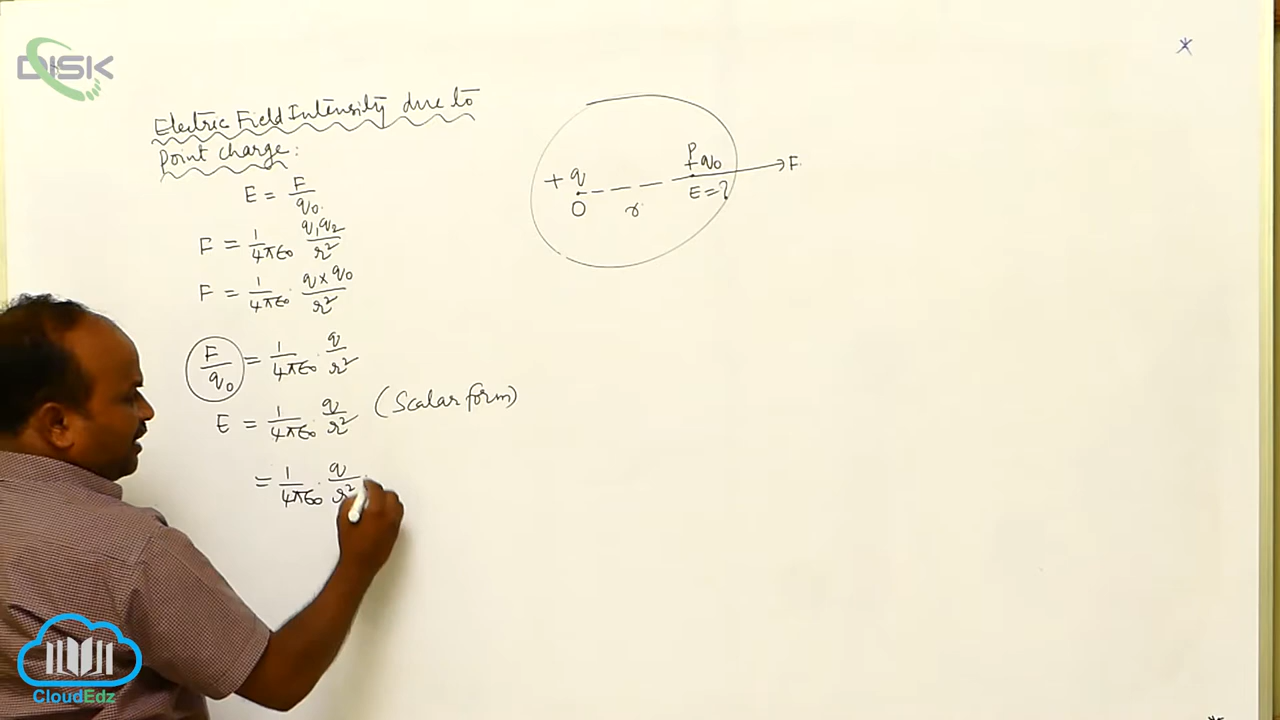 DISK
Electric Field Intensity due to
Point charge:
E = F/q₀
F = 1/4πε₀ q₁q₂/r²
F = 1/4πε₀ · q×q₀/r²
F/q₀ = 1/4πε₀ · q/r²
E = 1/4πε₀ · q/r² (Scalar form)
= 1/4πε₀ · q/r²
+q
O
r
P
+q₀
E=?
F
CloudEdz